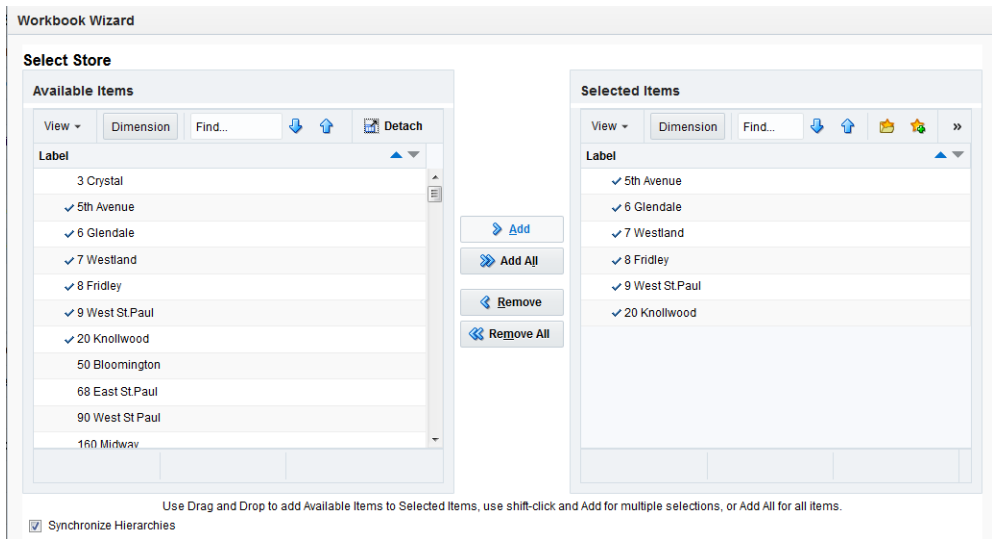 Workbook Wizard
Select Store
Available Items
View Dimension Find... Detach
Label
3 Crystal
5th Avenue
6 Glendale
7 Westland
8 Fridley
9 West St.Paul
20 Knollwood
50 Bloomington
68 East St.Paul
90 West St Paul
160 Midway
Add
Add All
Remove
Remove All
Selected Items
View Dimension Find... »
Label
5th Avenue
6 Glendale
7 Westland
8 Fridley
9 West St.Paul
20 Knollwood
Use Drag and Drop to add Available Items to Selected Items, use shift-click and Add for multiple selections, or Add All for all items.
Synchronize Hierarchies